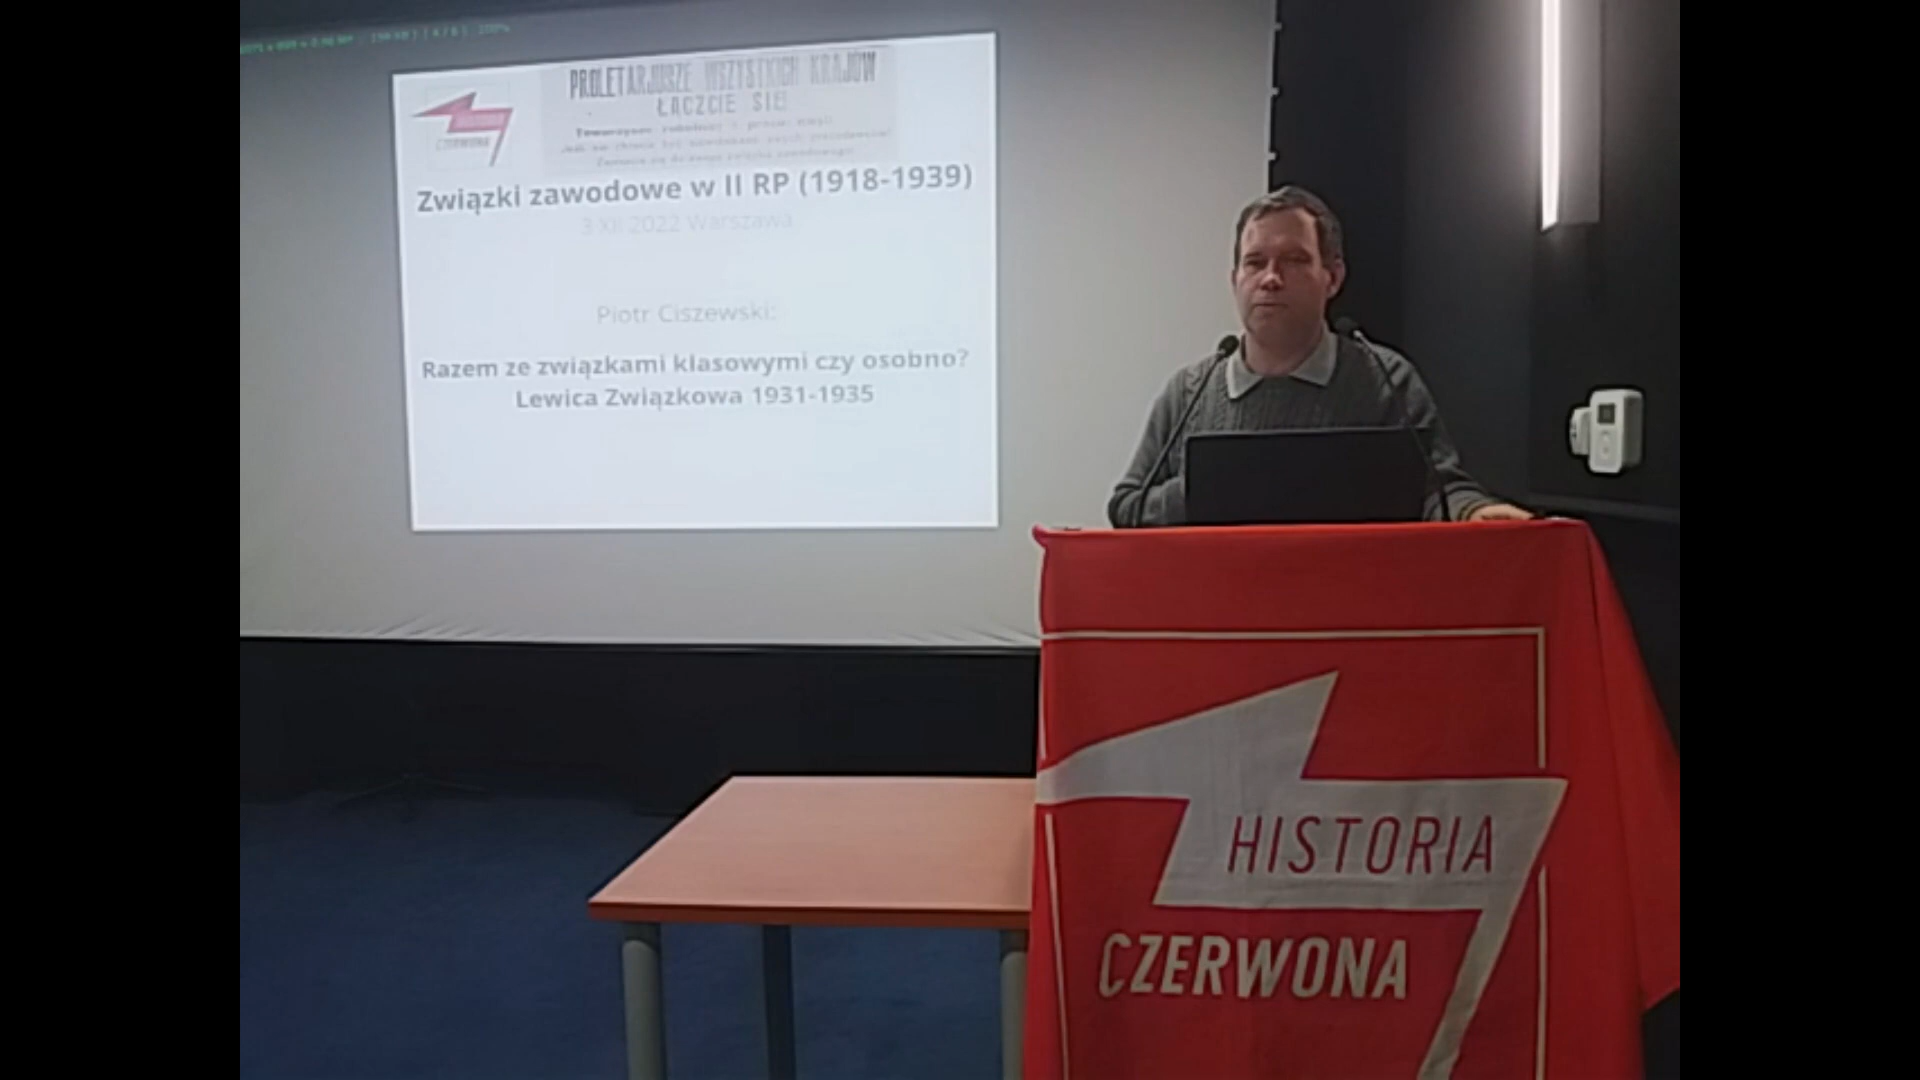 PROLETARJUSZE WSZYSTKICH KRAJÓW
ŁĄCZCIE SIĘ
CZERWONA
Związki zawodowe w II RP (1918-1939)
3 XII 2022 Warszawa
Piotr Ciszewski:
Razem ze związkami klasowymi czy osobno?
Lewica Związkowa 1931-1935
HISTORIA
CZERWONA